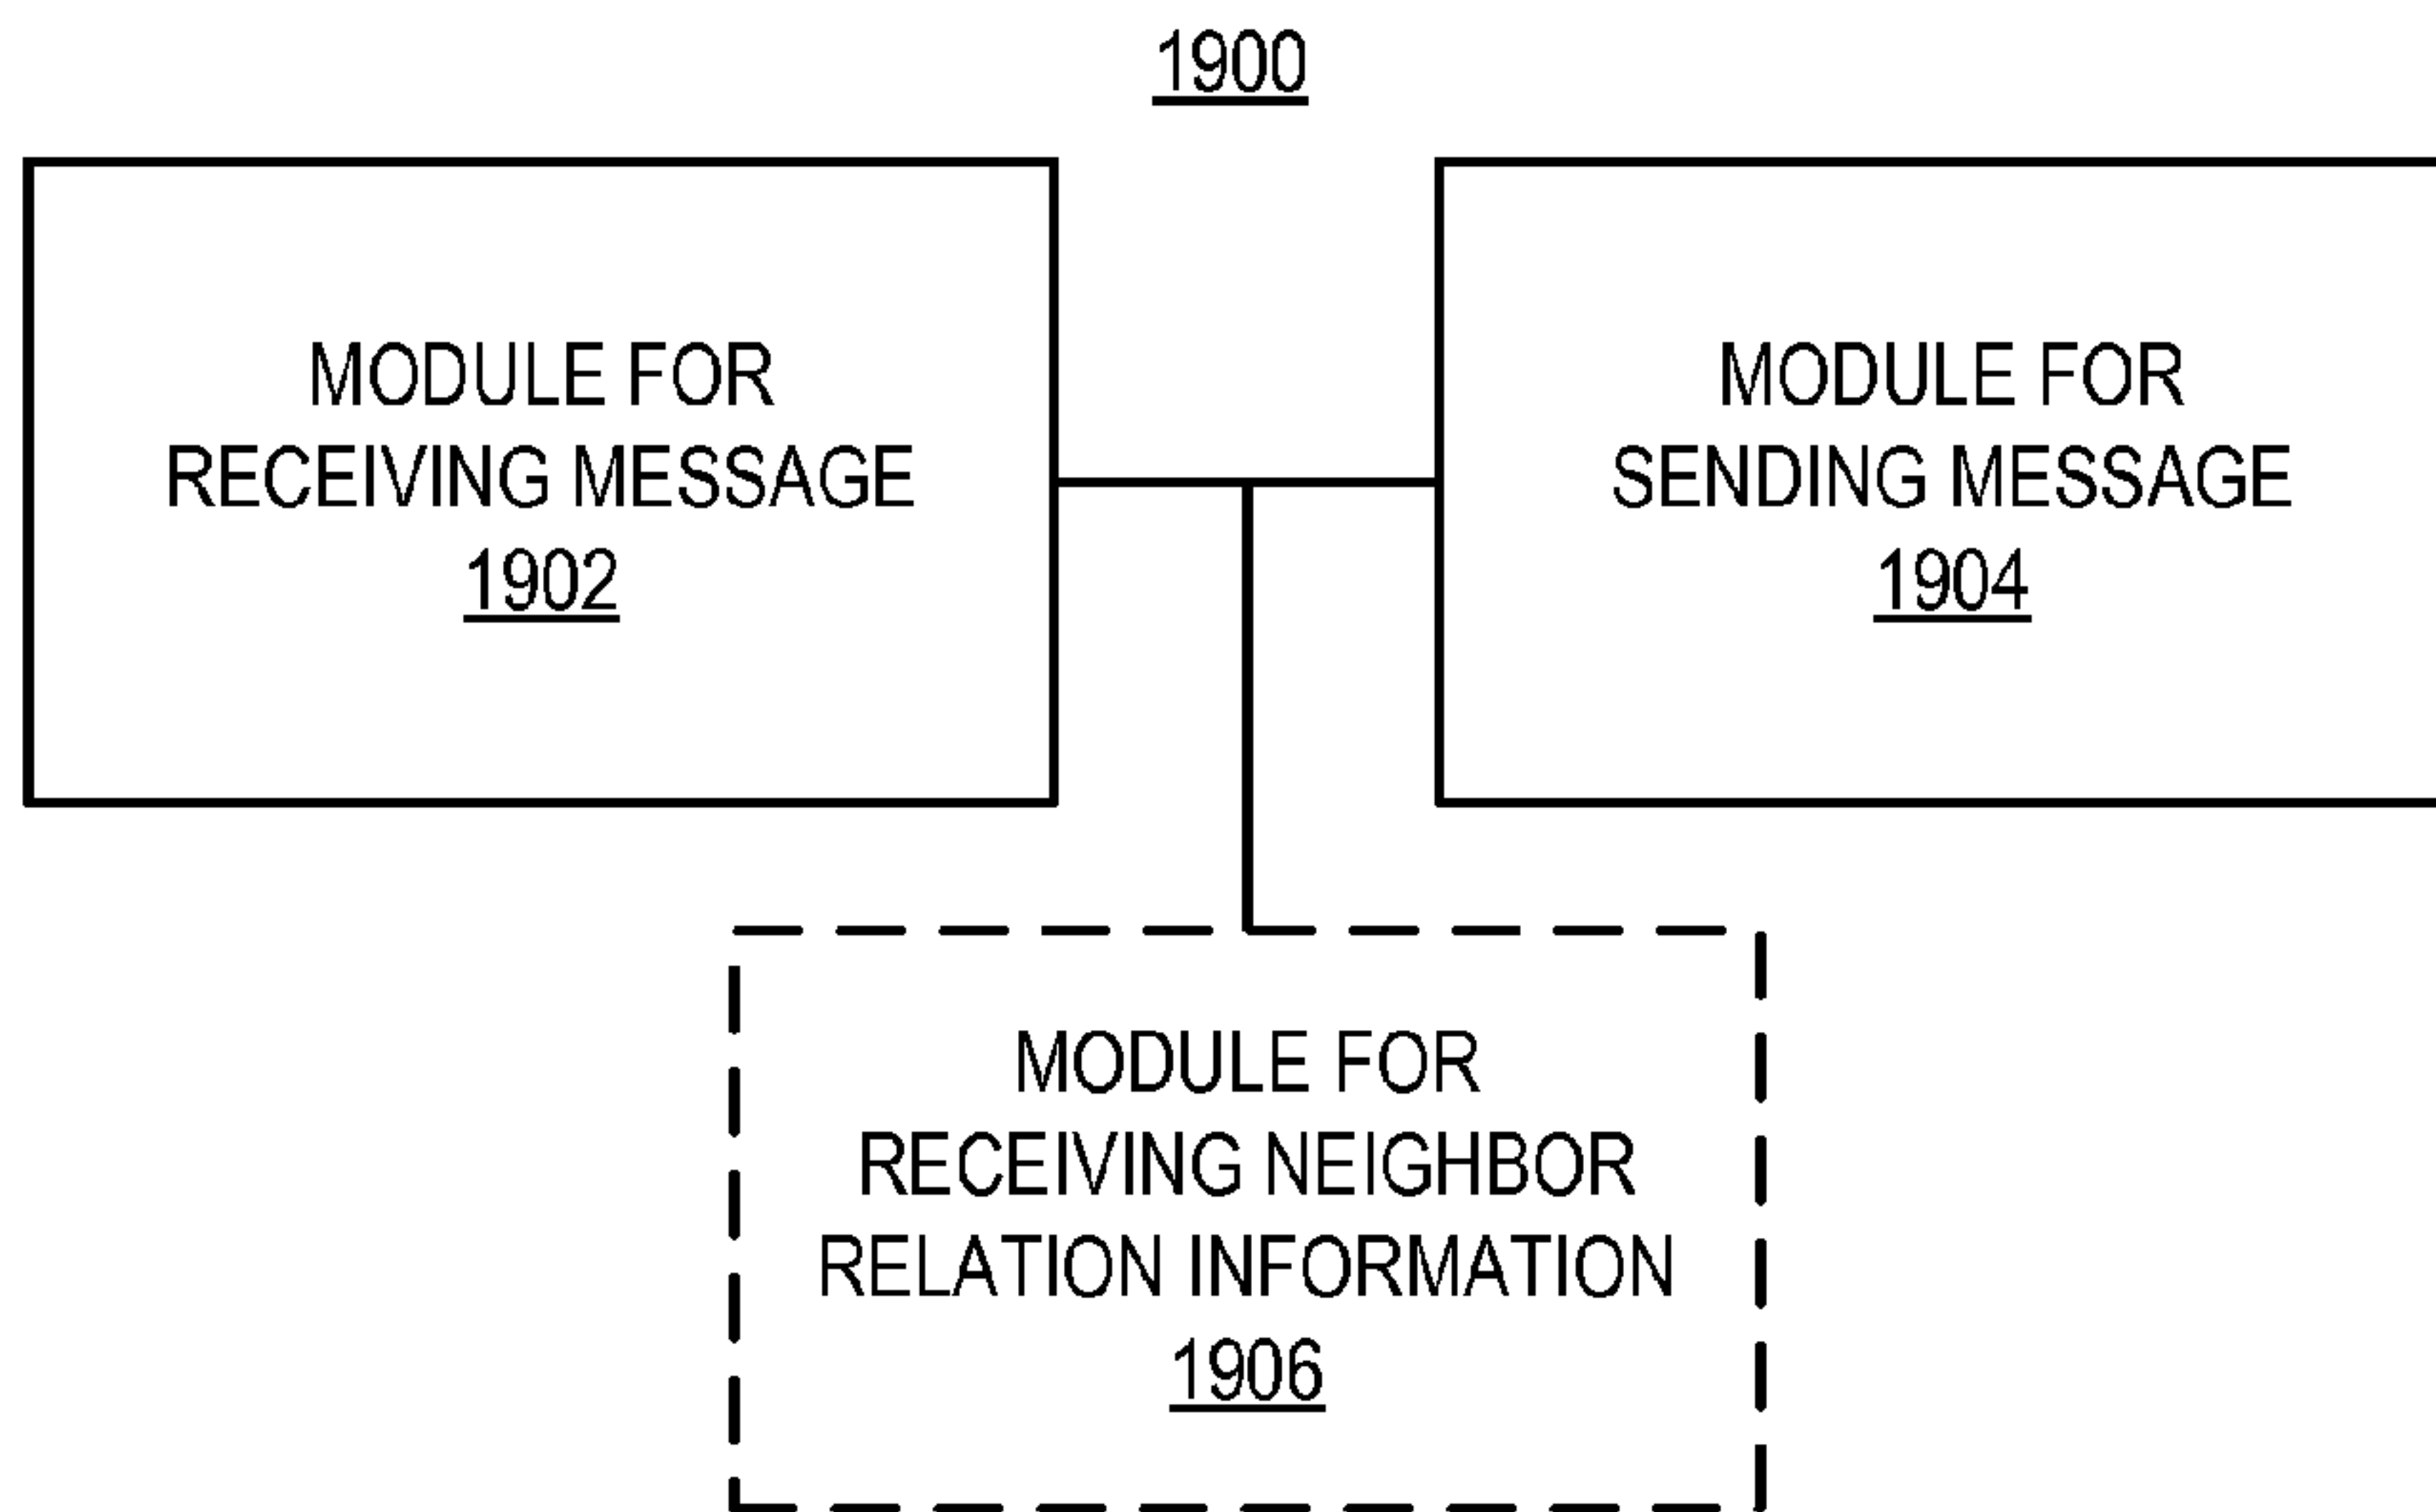 1900
MODULE FOR
RECEIVING MESSAGE
1902
MODULE FOR
SENDING MESSAGE
1904
MODULE FOR
RECEIVING NEIGHBOR
RELATION INFORMATION
1906